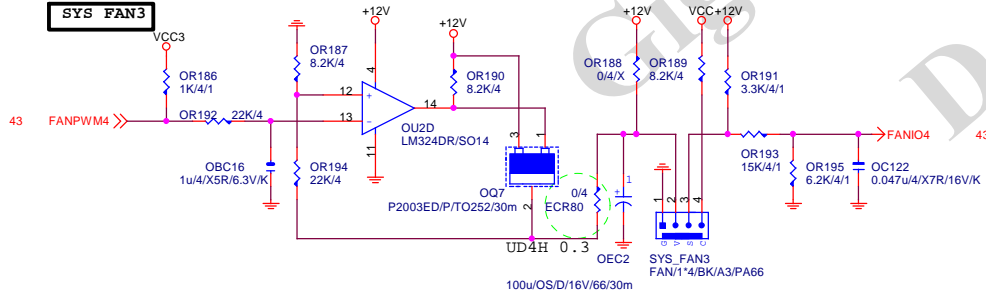 SYS FAN3
VCC3
+12V
+12V
+12V
VCC
+12V
OR186
1K/4/1
OR187
8.2K/4
OR190
8.2K/4
OR188
0/4/X
OR189
8.2K/4
OR191
3.3K/4/1
4
12
+
13
−
14
11
43
FANPWM4
OR192
22K/4
OU2D
LM324DR/SO14
3
1
FANIO4
43
OR193
15K/4/1
OBC16
1u/4/X5R/6.3V/K
OR194
22K/4
OQ7
P2003ED/P/TO252/30m
2
0/4
ECR80
+
1
1
2
3
4
G
V
S
C
OR195
6.2K/4/1
OC122
0.047u/4/X7R/16V/K
UD4H 0.3
OEC2
100u/OS/D/16V/66/30m
SYS_FAN3
FAN/1*4/BK/A3/PA66
Gig
D